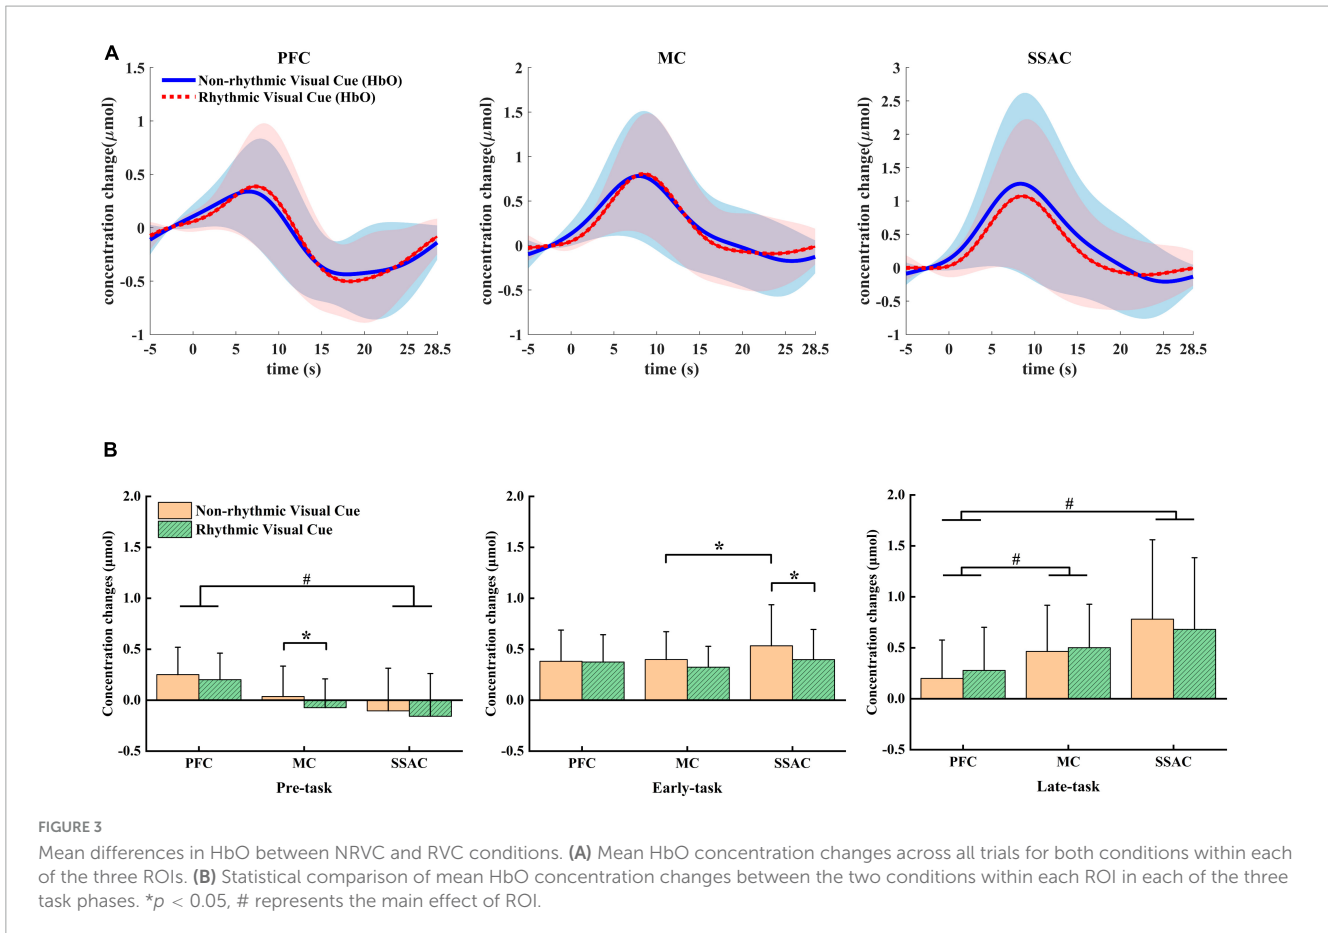 A
PFC
MC
SSAC
Non-rhythmic Visual Cue (HbO)
Rhythmic Visual Cue (HbO)
concentration change(μmol)
1.5
1
0.5
0
-0.5
-1
-5 0 5 10 15 20 25 28.5
time (s)
concentration change(μmol)
2
1.5
1
0.5
0
-0.5
-1
-5 0 5 10 15 20 25 28.5
time (s)
concentration change(μmol)
3
2.5
2
1.5
1
0.5
0
-0.5
-1
-5 0 5 10 15 20 25 28.5
time (s)
B
Non-rhythmic Visual Cue
Rhythmic Visual Cue
Concentration changes (μmol)
2.0
1.5
1.0
0.5
0.0
-0.5
#
*
PFC MC SSAC
Pre-task
Concentration changes (μmol)
2.0
1.5
1.0
0.5
0.0
-0.5
*
*
PFC MC SSAC
Early-task
Concentration changes (μmol)
2.0
1.5
1.0
0.5
0.0
-0.5
#
#
PFC MC SSAC
Late-task
FIGURE 3
Mean differences in HbO between NRVC and RVC conditions. (A) Mean HbO concentration changes across all trials for both conditions within each
of the three ROIs. (B) Statistical comparison of mean HbO concentration changes between the two conditions within each ROI in each of the three
task phases. *p < 0.05, # represents the main effect of ROI.